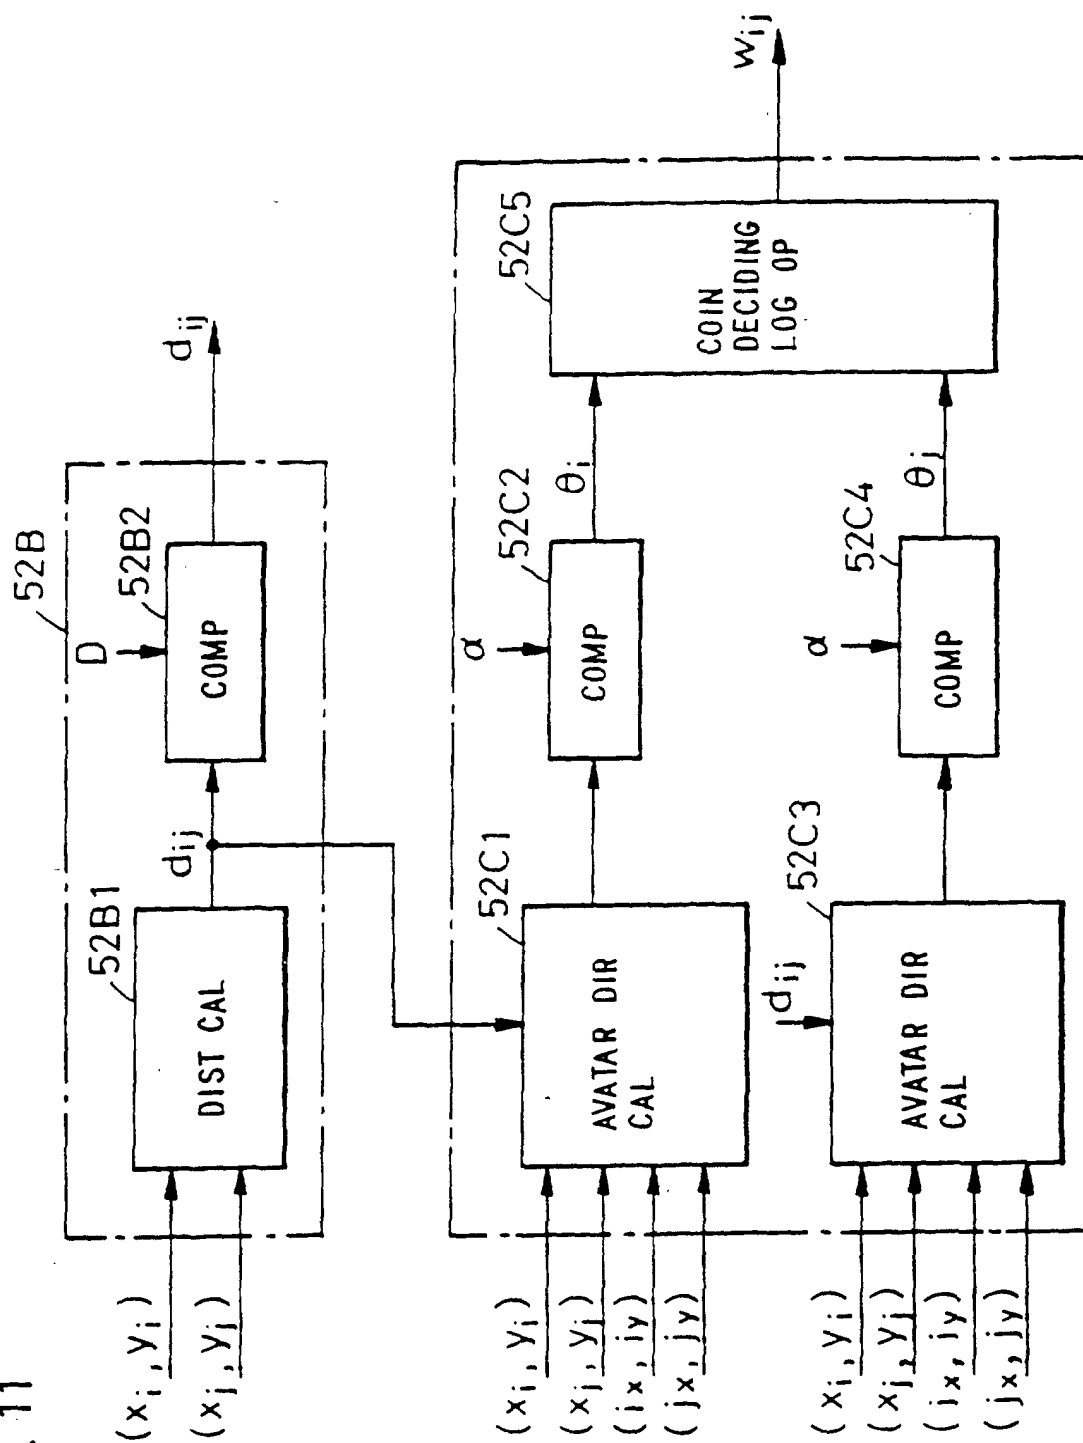 11
52B
D
52B2
COMP
d_ij
52B1
DIST CAL
d_ij
(x_i, y_i)
(x_j, y_j)
52C1
AVATAR DIR
CAL
(x_i, y_i)
(x_j, y_j)
(ix, iy)
(jx, jy)
α
52C2
COMP
θ_i
52C5
COIN
DECIDING
LOG OP
w_ij
52C3
d_ij
AVATAR DIR
CAL
(x_i, y_i)
(x_j, y_j)
(ix, iy)
(jx, jy)
α
52C4
COMP
θ_j